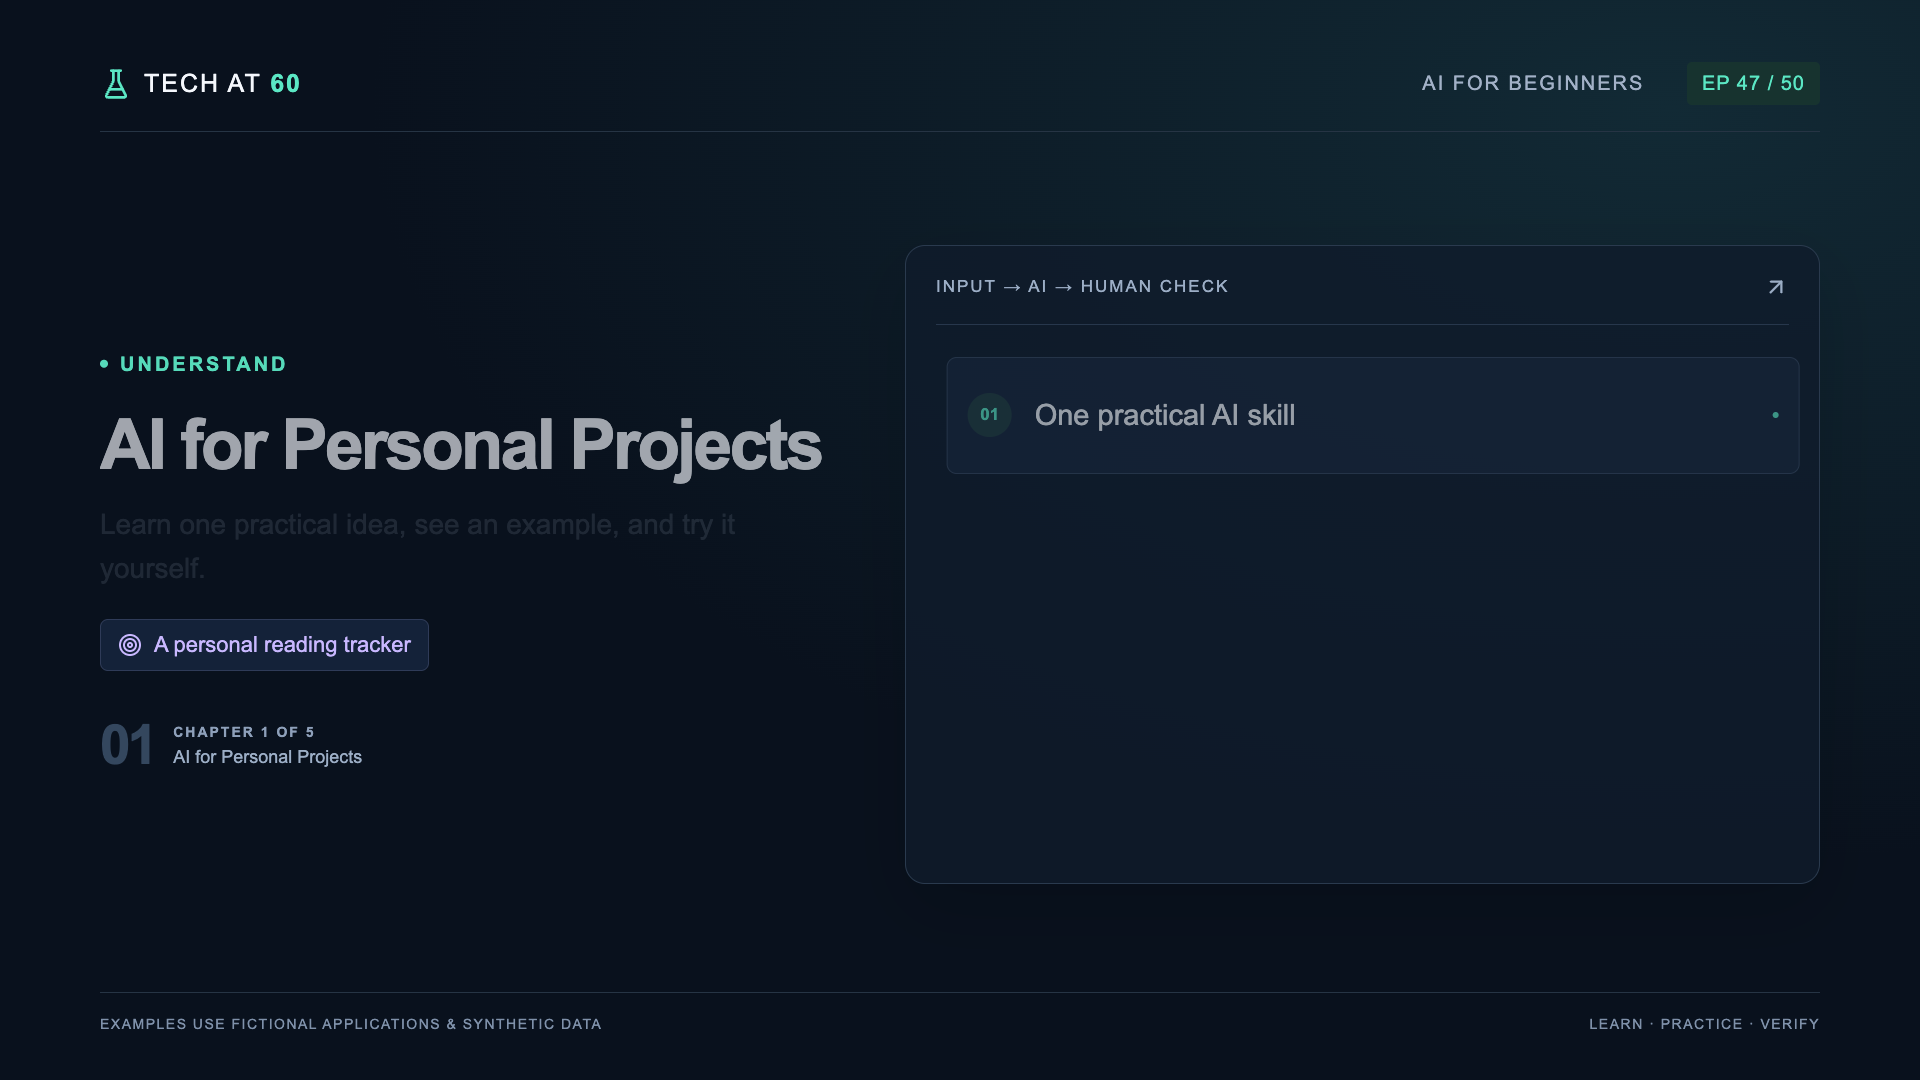 TECH AT 60
AI FOR BEGINNERS
EP 47 / 50
UNDERSTAND
AI for Personal Projects
Learn one practical idea, see an example, and try it
yourself.
A personal reading tracker
01
CHAPTER 1 OF 5
AI for Personal Projects
INPUT → AI → HUMAN CHECK
01
One practical AI skill
EXAMPLES USE FICTIONAL APPLICATIONS & SYNTHETIC DATA
LEARN · PRACTICE · VERIFY